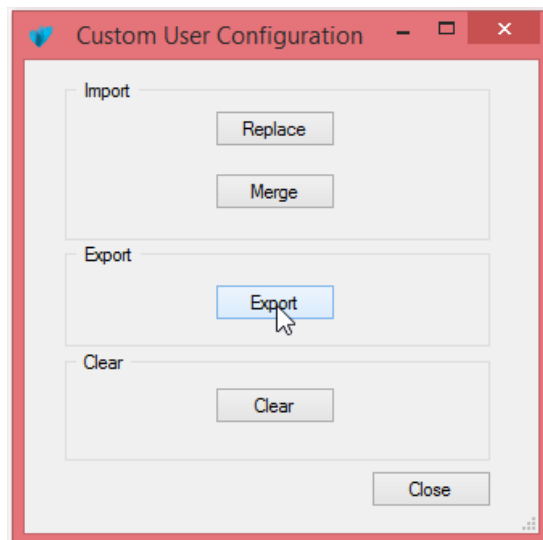 Custom User Configuration
Import
Replace
Merge
Export
Export
Clear
Clear
Close